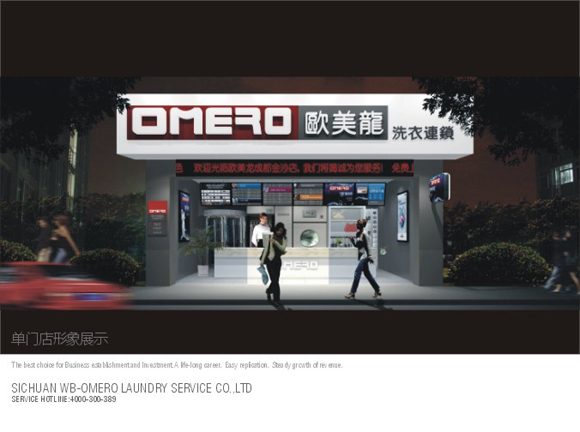 OMERO 歐美龍 洗衣連鎖
欢迎光临欧美龙成都金沙店,我们将竭诚为您服务! 免费
OMERO
OMERO
OMERO
单门店形象展示
The best choice for Business establishment and Investment.A life-long career. Easy replication. Steady growth of revenue.
SICHUAN WB-OMERO LAUNDRY SERVICE CO.,LTD
SERVICE HOTLINE:4000-300-389